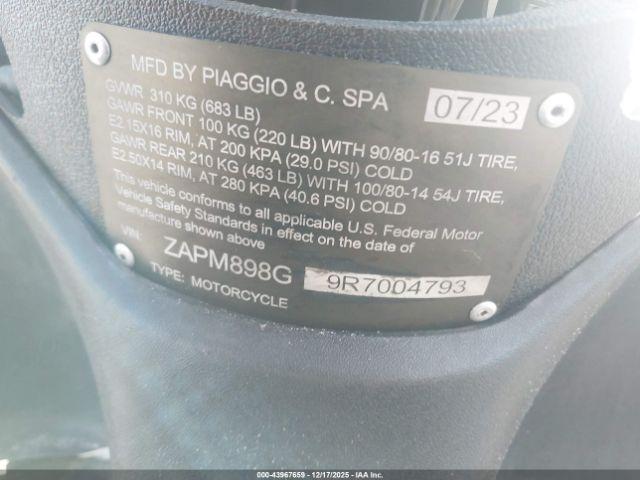 MFD BY PIAGGIO & C. SPA 07/23
GVWR 310 KG (683 LB)
GAWR FRONT 100 KG (220 LB) WITH 90/80-16 51J TIRE,
E2.15X16 RIM, AT 200 KPA (29.0 PSI) COLD
GAWR REAR 210 KG (463 LB) WITH 100/80-14 54J TIRE,
E2.50X14 RIM, AT 280 KPA (40.6 PSI) COLD
This vehicle conforms to all applicable U.S. Federal Motor
Vehicle Safety Standards in effect on the date of
manufacture shown above
VIN: ZAPM898G 9R7004793
TYPE: MOTORCYCLE
000-43967659 | 12/17/2025 - IAA Inc.